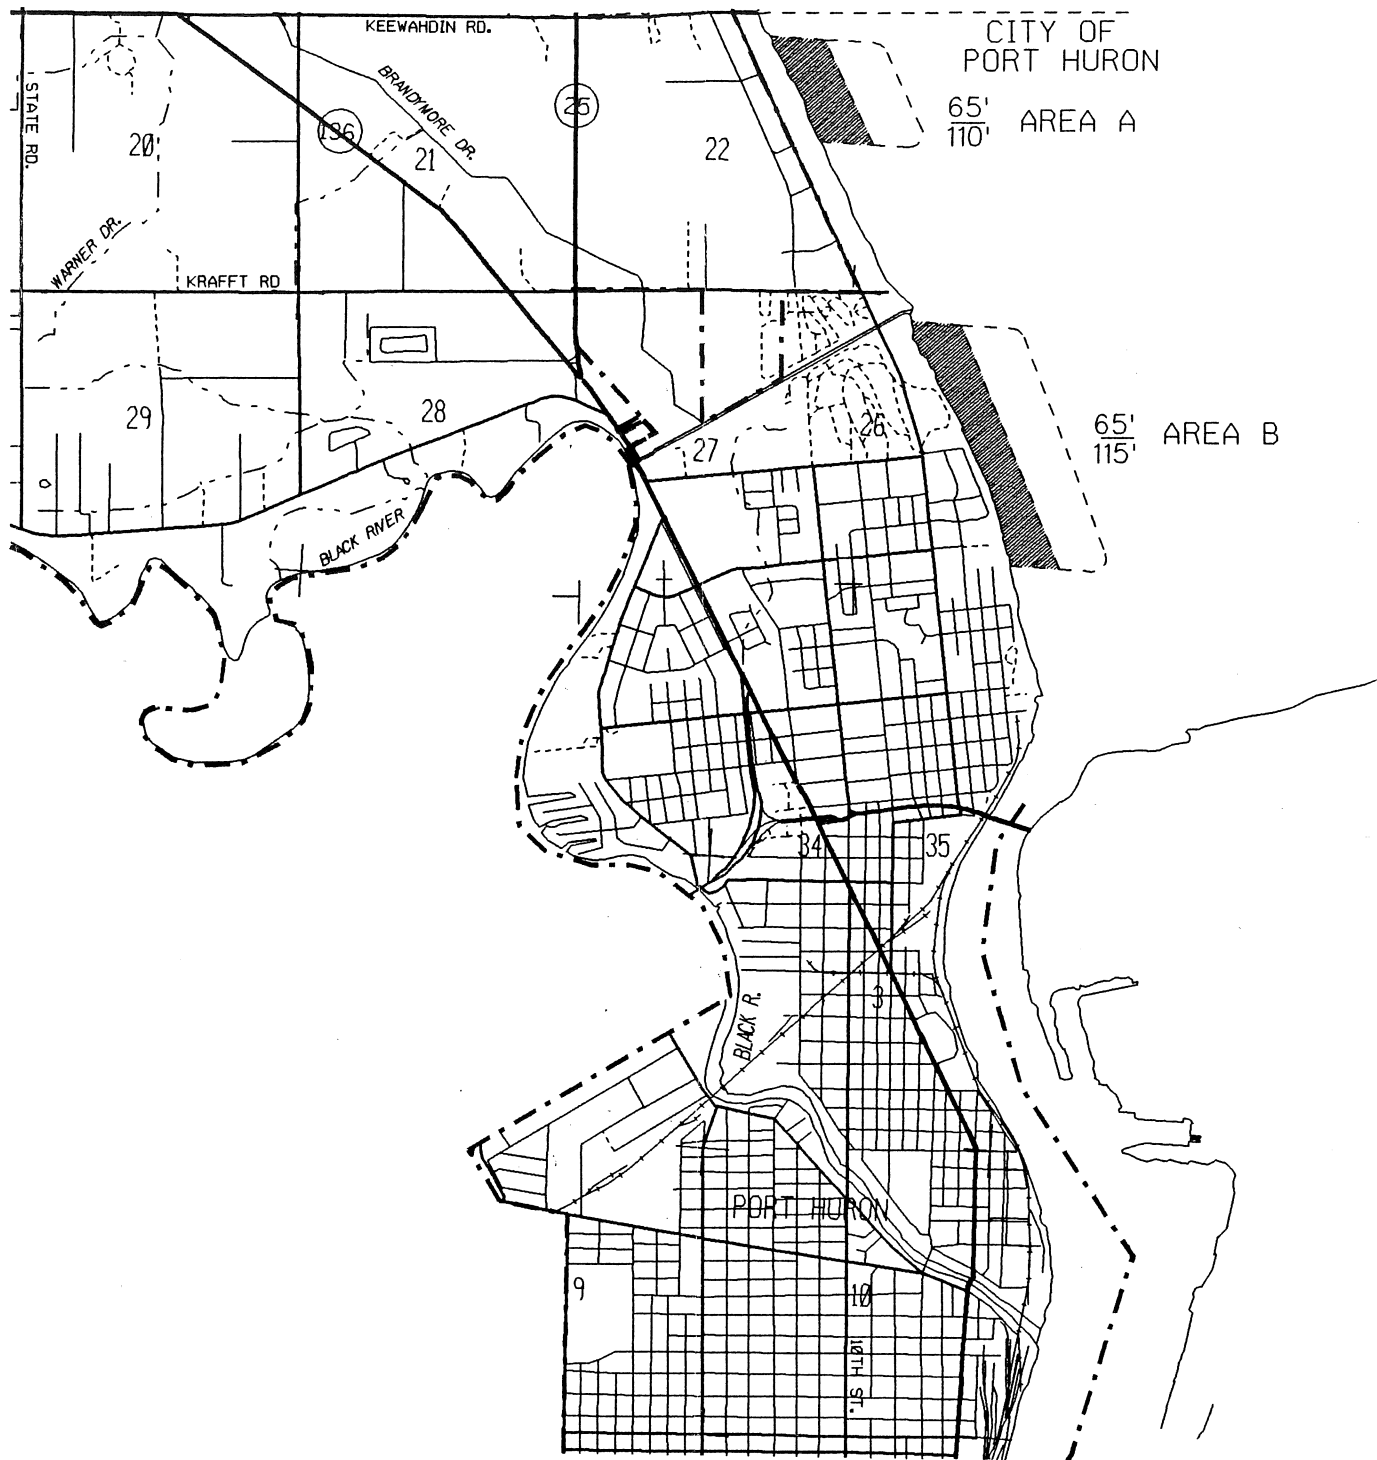 KEEWAHDIN RD.
CITY OF
PORT HURON
BRANDYMORE DR.
STATE RD.
25
65'
110'
AREA A
136
20
21
22
WARNER DR.
KRAFFT RD
29
28
27
26
65'
115'
AREA B
BLACK RIVER
34
35
3
BLACK R.
PORT HURON
9
10
10TH ST.